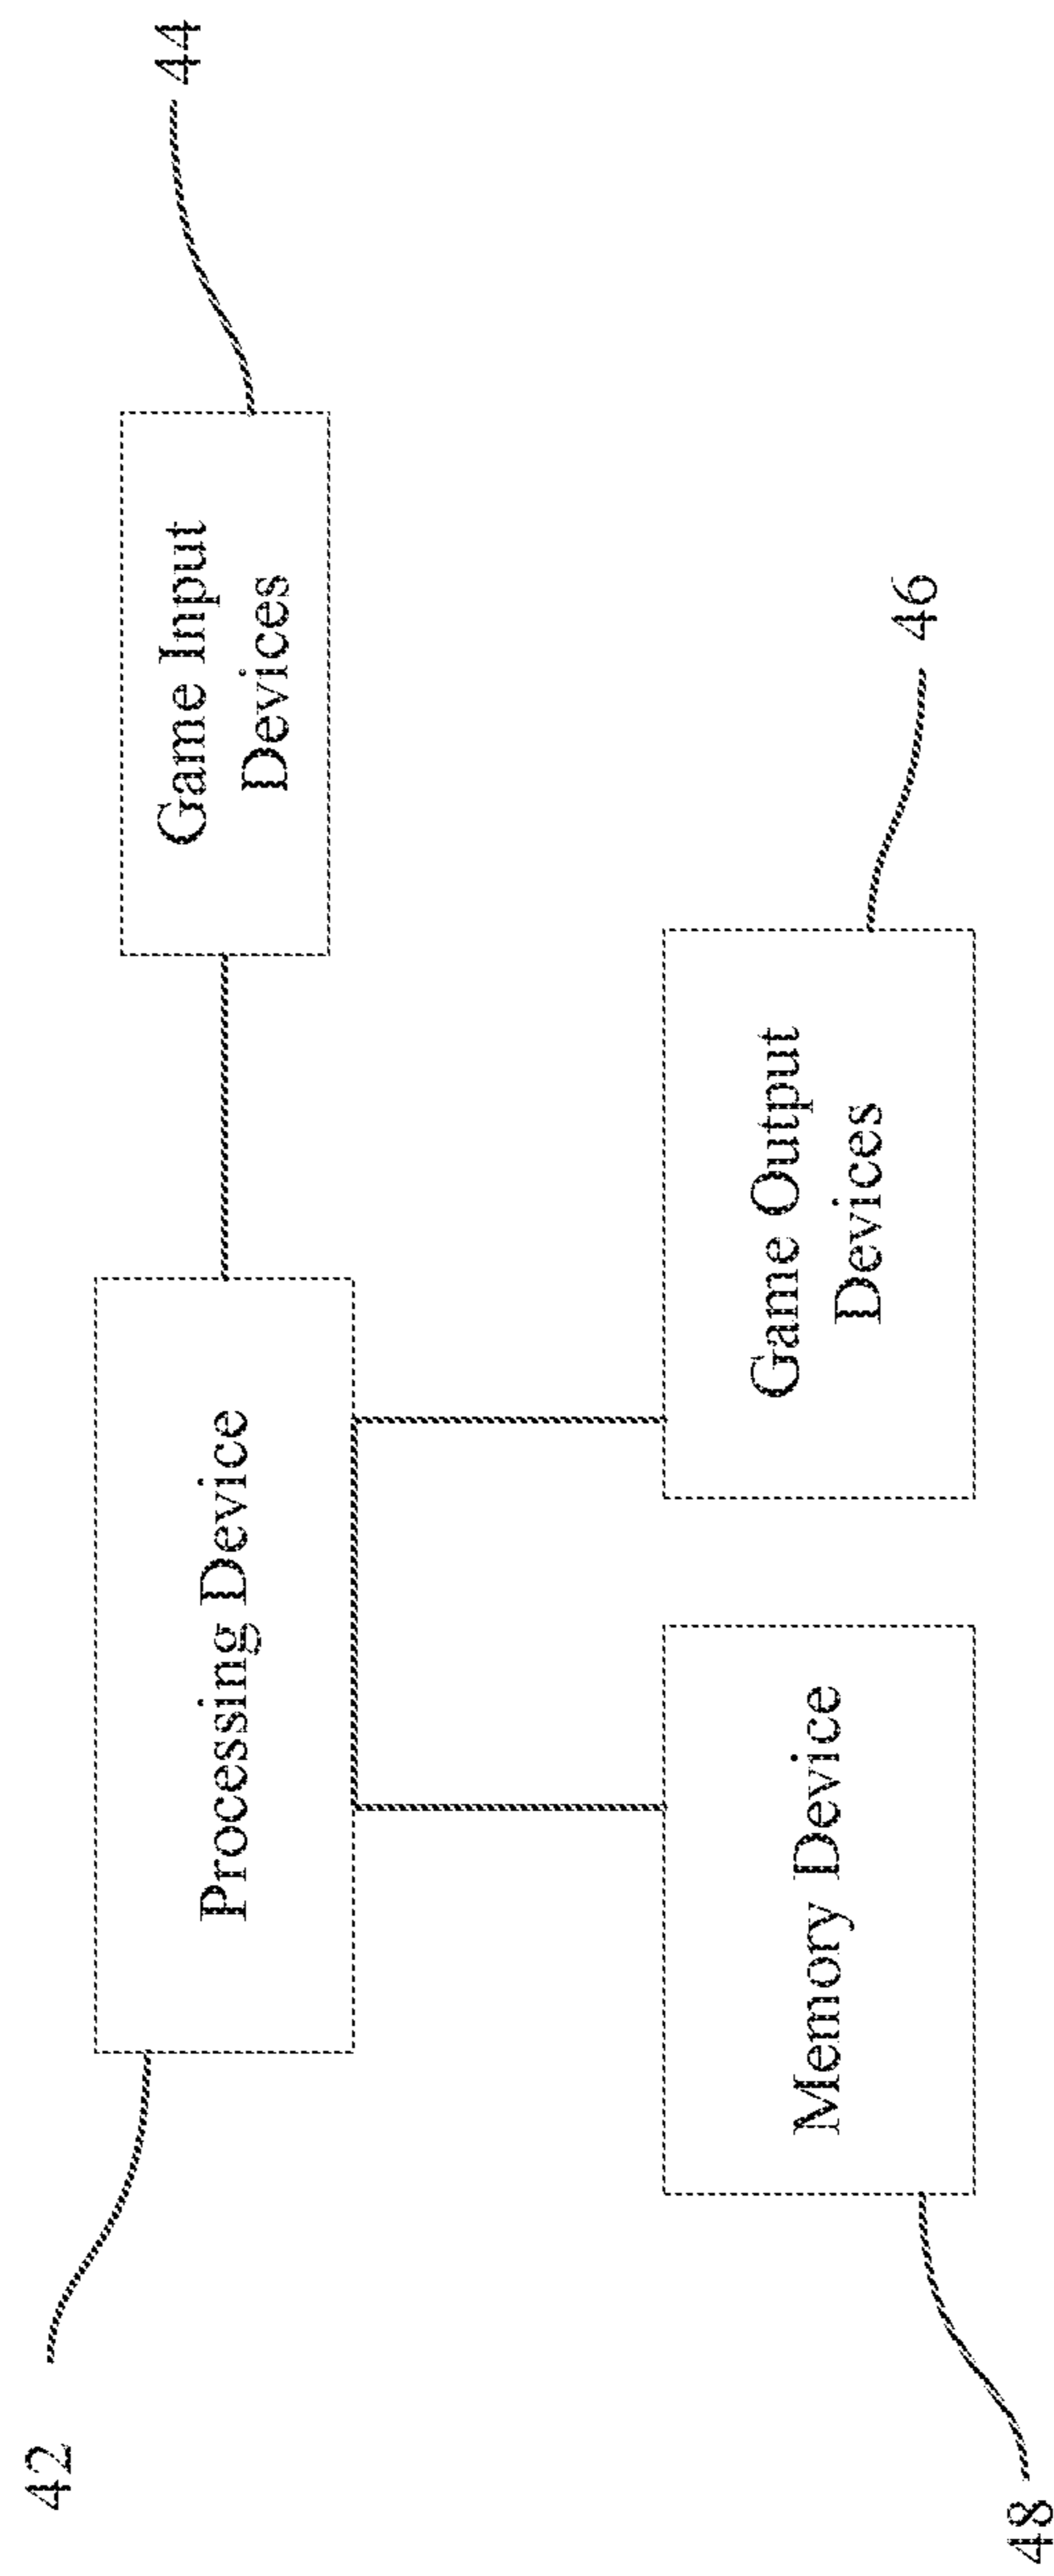 42
Processing Device
Game Input
Devices
44
Memory Device
48
Game Output
Devices
46